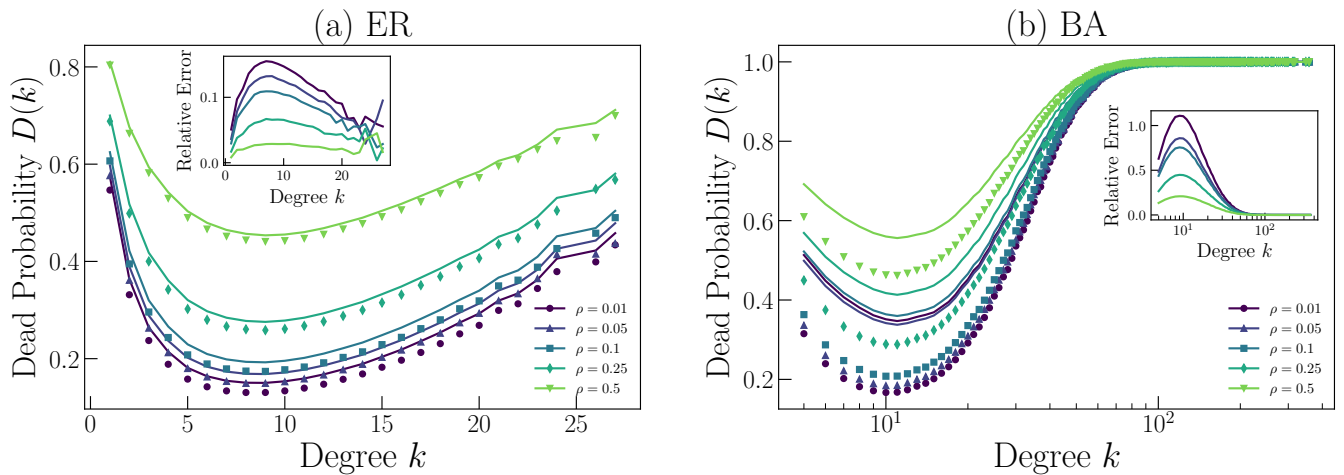 (a) ER
Dead Probability D(k)
0.8
0.6
0.4
0.2
0
5
10
15
20
25
Degree k
Relative Error
0.1
0.0
0
10
20
Degree k
ρ = 0.01
ρ = 0.05
ρ = 0.1
ρ = 0.25
ρ = 0.5
(b) BA
Dead Probability D(k)
1.0
0.8
0.6
0.4
0.2
10¹
10²
Degree k
Relative Error
1.0
0.5
0.0
10¹
10²
Degree k
ρ = 0.01
ρ = 0.05
ρ = 0.1
ρ = 0.25
ρ = 0.5